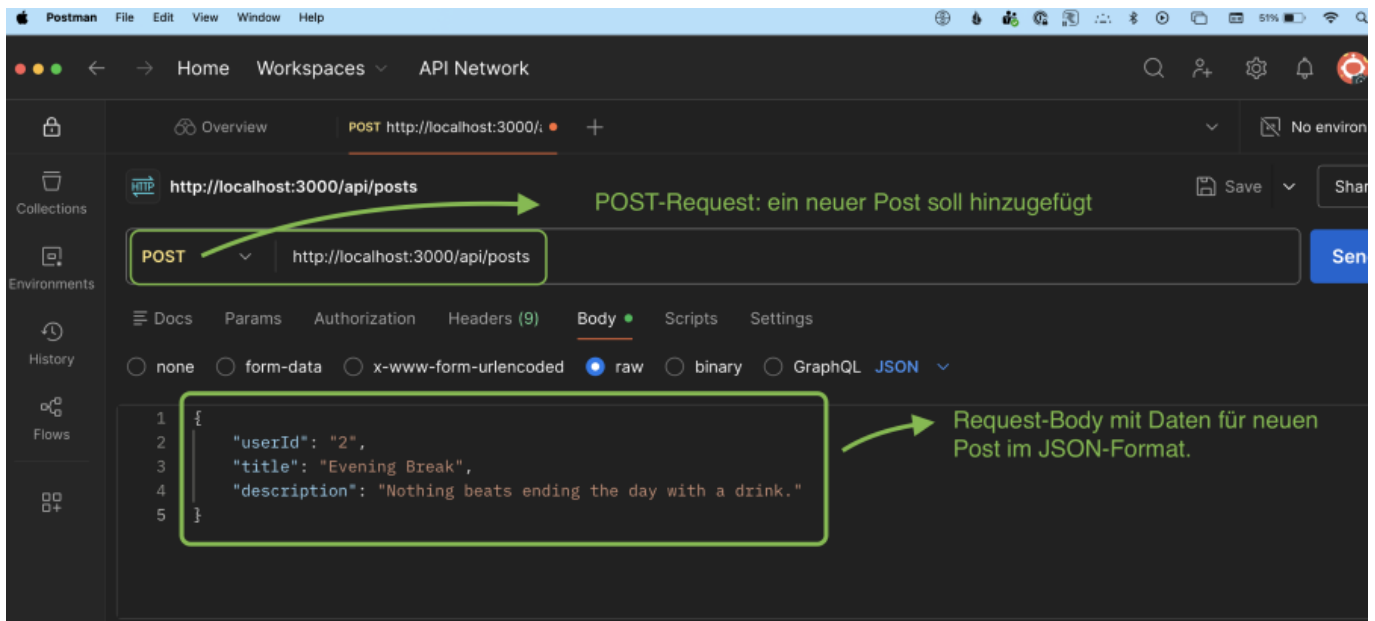 Postman File Edit View Window Help 51%
Home Workspaces API Network
Overview POST http://localhost:3000/ No environ
HTTP http://localhost:3000/api/posts Save Shar
POST-Request: ein neuer Post soll hinzugefügt
POST http://localhost:3000/api/posts Sen
Collections
Environments
History
Flows
Docs Params Authorization Headers (9) Body Scripts Settings
none form-data x-www-form-urlencoded raw binary GraphQL JSON
1 {
2 "userId": "2",
3 "title": "Evening Break",
4 "description": "Nothing beats ending the day with a drink."
5 }
Request-Body mit Daten für neuen
Post im JSON-Format.